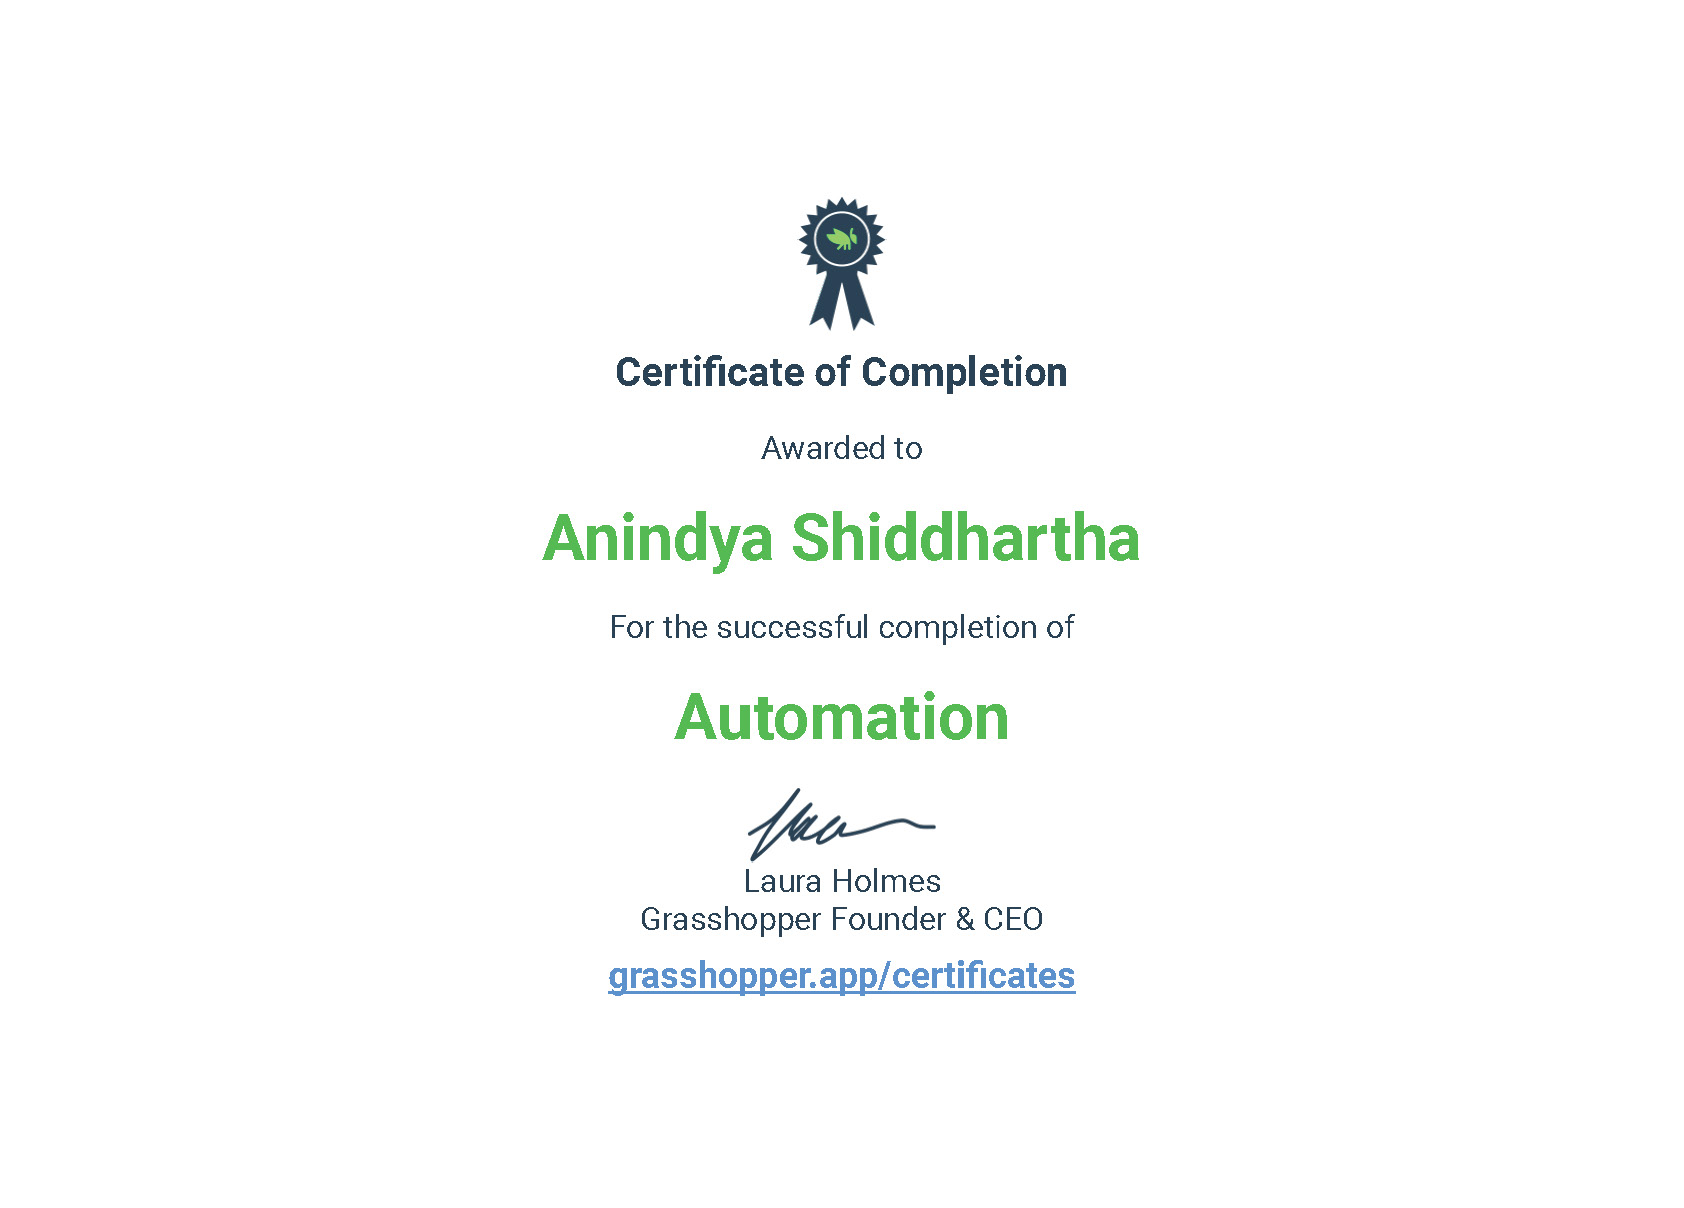 Certificate of Completion
Awarded to
Anindya Shiddhartha
For the successful completion of
Automation
Laura Holmes
Grasshopper Founder & CEO
grasshopper.app/certificates